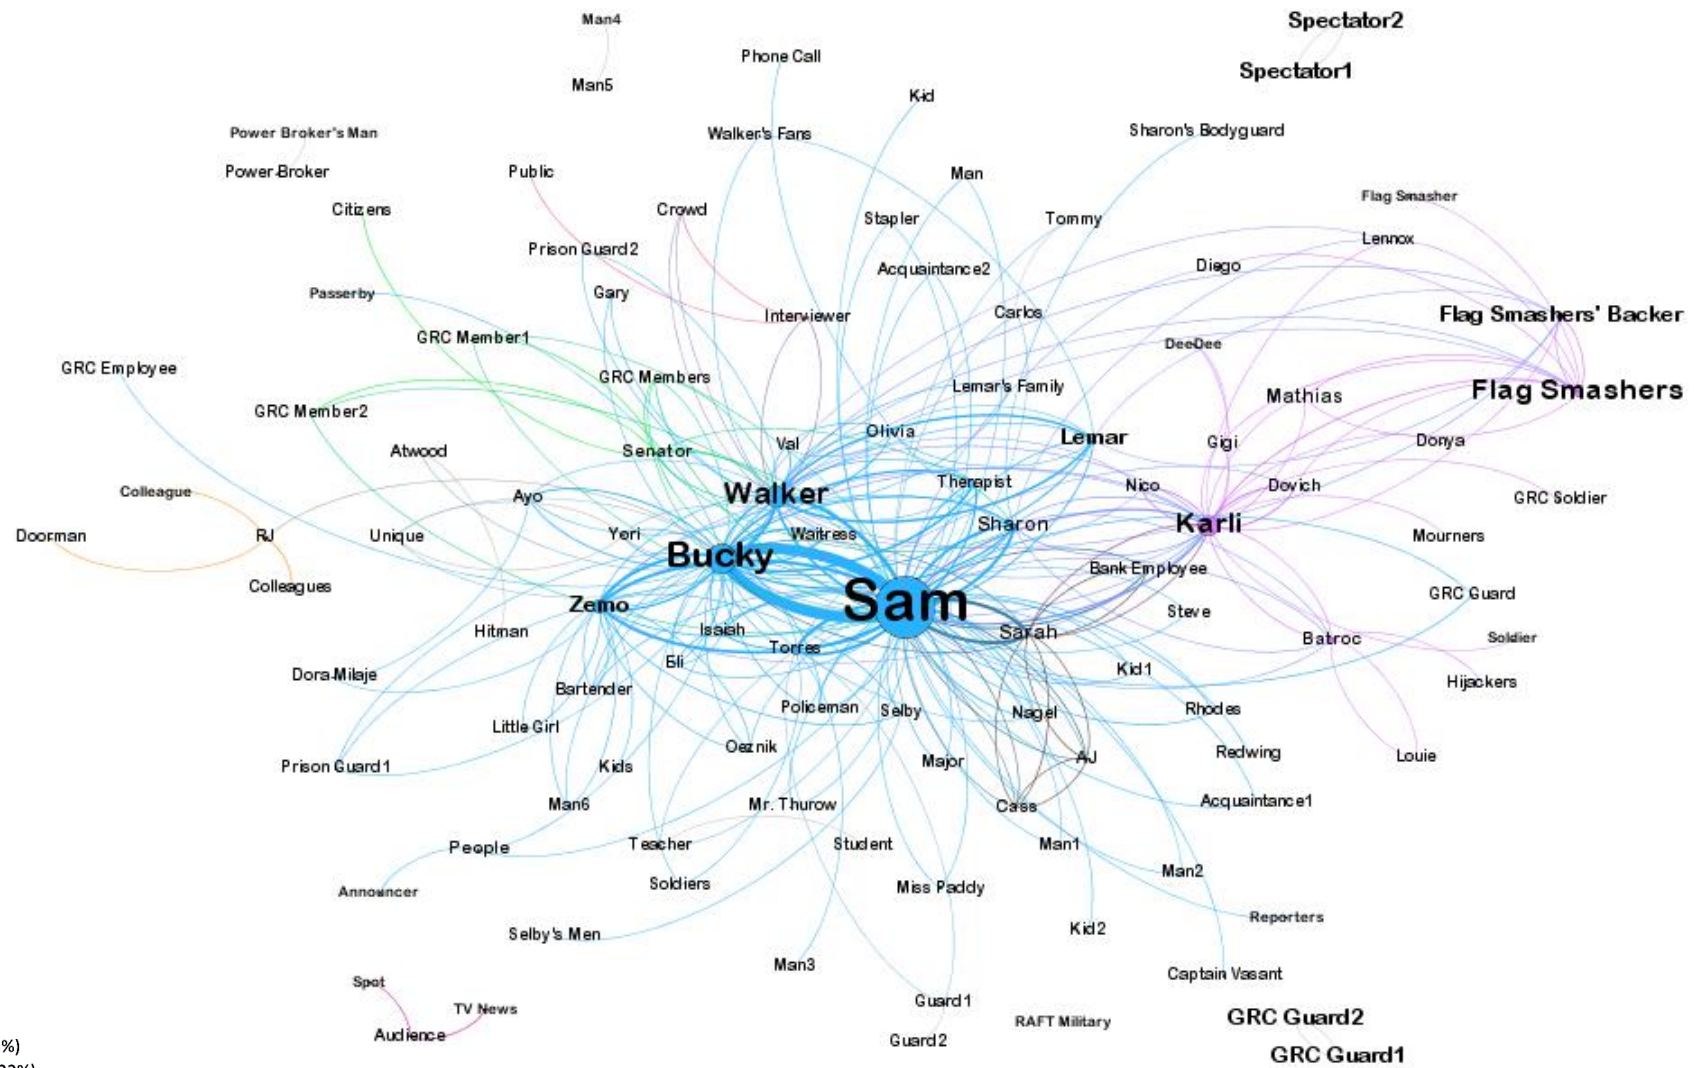 Man4
Spectator2
Phone Call
Spectator1
Man5
Kid
Power Broker's Man
Walker's Fans
Sharon's Bodyguard
Power Broker
Public
Man
Flag Smasher
Citizens
Crowd
Stapler
Tommy
Lennox
Prison Guard2
Acquaintance2
Diego
Passerby
Gary
Interviewer
Carlos
Flag Smashers' Backer
GRC Member1
DeeDee
GRC Employee
GRC Members
Lemar's Family
Mathias
Flag Smashers
GRC Member2
Olivia
Lemar
Gigi
Donya
Atwood
Senator
Val
Colleague
Ayo
Walker
Therapist
Nico
Dovich
GRC Soldier
Doorman
RJ
Unique
Yori
Waitress
Sharon
Karli
Mourners
Bucky
Colleagues
Bank Employee
GRC Guard
Zemo
Sam
Steve
Hitman
Isaiah
Sarah
Batroc
Soldier
Torres
Eli
Dora Milaje
Kid1
Hijackers
Bartender
Policeman
Selby
Nagel
Rhodes
Little Girl
Oeznik
Redwing
Prison Guard1
Kids
Major
AJ
Louie
Man6
Mr. Thurow
Cass
Acquaintance1
People
Teacher
Student
Man1
Announcer
Soldiers
Miss Paddy
Man2
Selby's Men
Kid2
Reporters
Man3
Captain Vasant
Spot
TV News
Guard1
RAFT Military
GRC Guard2
Audience
Guard2
%)
GRC Guard1